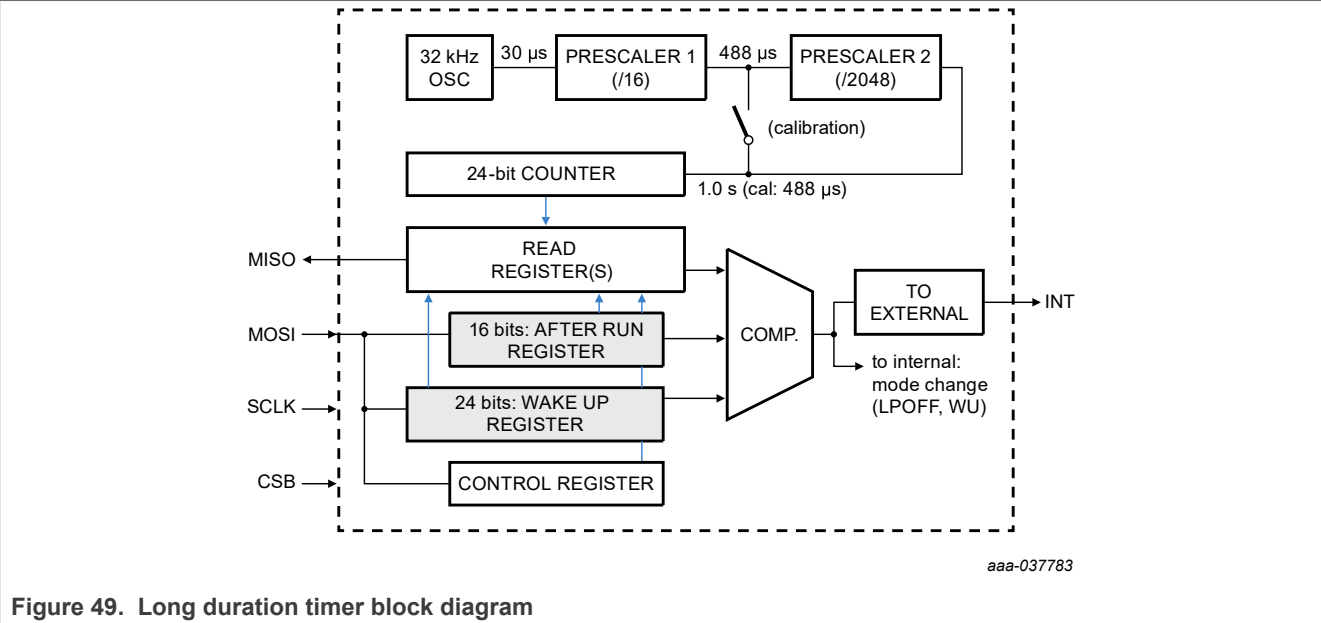 32 kHz
OSC
30 µs
PRESCALER 1
(/16)
488 µs
PRESCALER 2
(/2048)
(calibration)
24-bit COUNTER
1.0 s (cal: 488 µs)
MISO
READ
REGISTER(S)
TO
EXTERNAL
INT
MOSI
16 bits: AFTER RUN
REGISTER
COMP.
to internal:
mode change
(LPOFF, WU)
SCLK
24 bits: WAKE UP
REGISTER
CSB
CONTROL REGISTER
aaa-037783
Figure 49. Long duration timer block diagram